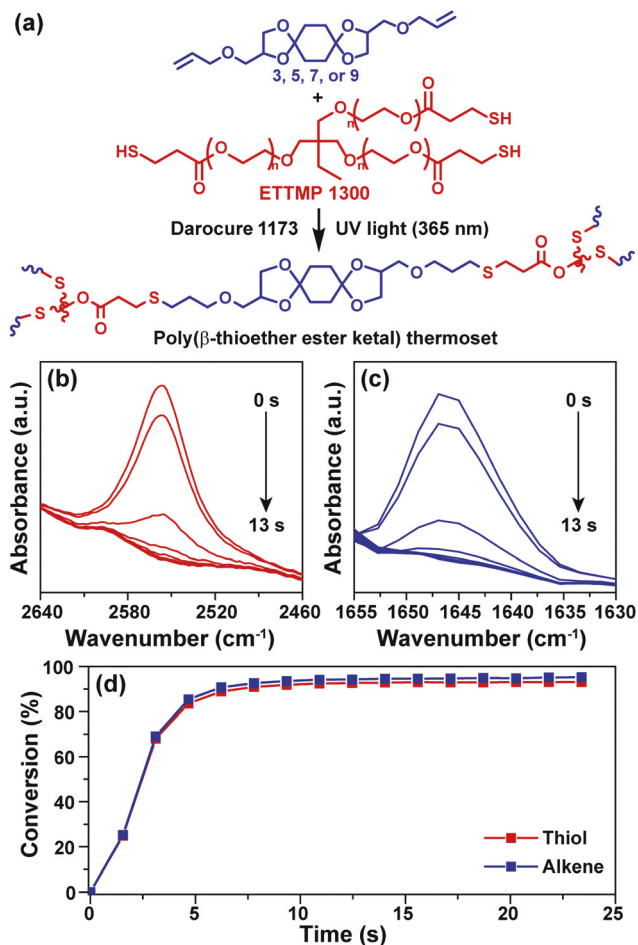 (a)
O
O
O
O
O
O
3, 5, 7, or 9
+
O
O
n
O
SH
HS
O
O
n
O
O
O
n
O
SH
O
ETTMP 1300
Darocure 1173
UV light (365 nm)
S
S
O
S
O
O
O
O
O
O
O
S
O
O
S
S
O
Poly(β-thioether ester ketal) thermoset
(b)
0 s
13 s
Absorbance (a.u.)
2640 2580 2520 2460
Wavenumber (cm-1)
(c)
0 s
13 s
Absorbance (a.u.)
1655 1650 1645 1640 1635 1630
Wavenumber (cm-1)
(d)
100
80
60
40
20
0
Conversion (%)
Thiol
Alkene
0 5 10 15 20 25
Time (s)